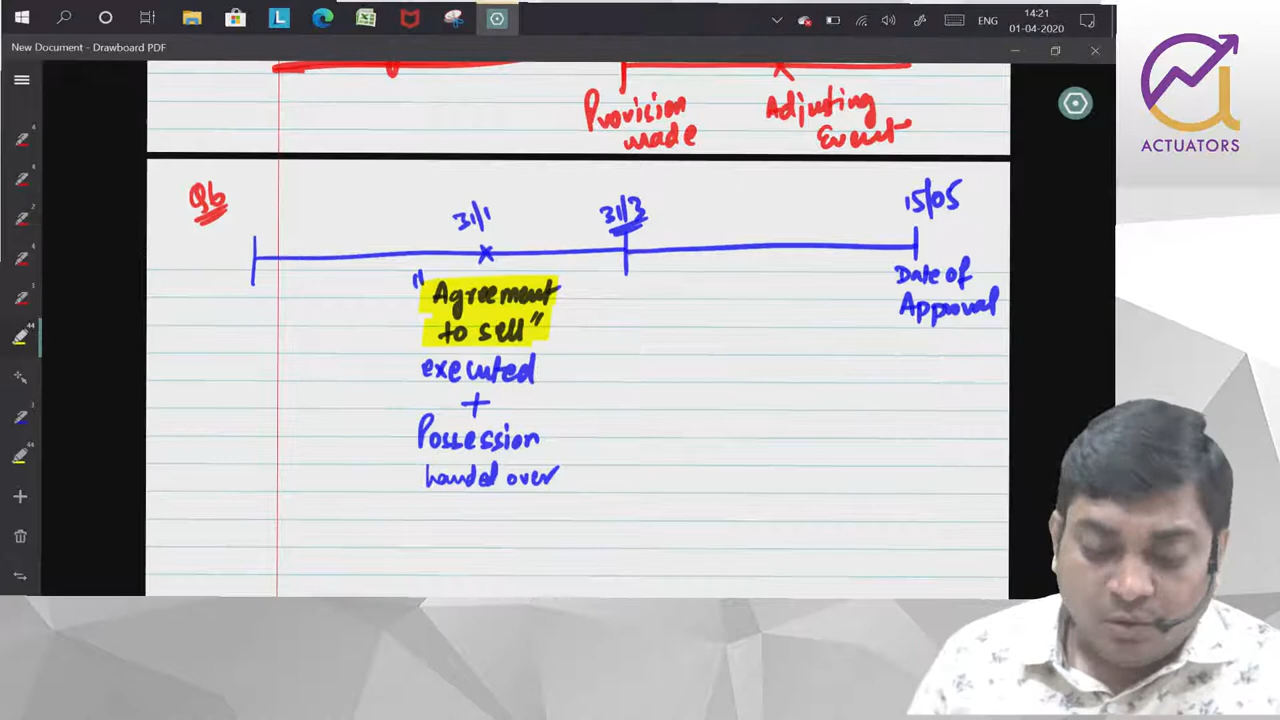 14:21
ENG
01-04-2020
New Document - Drawboard PDF
Provision
made
Adjusting
Event
ACTUATORS
Q6
31/1
31/3
15/05
"Agreement
to sell"
executed
+
Possession
handed over
Date of
Approval